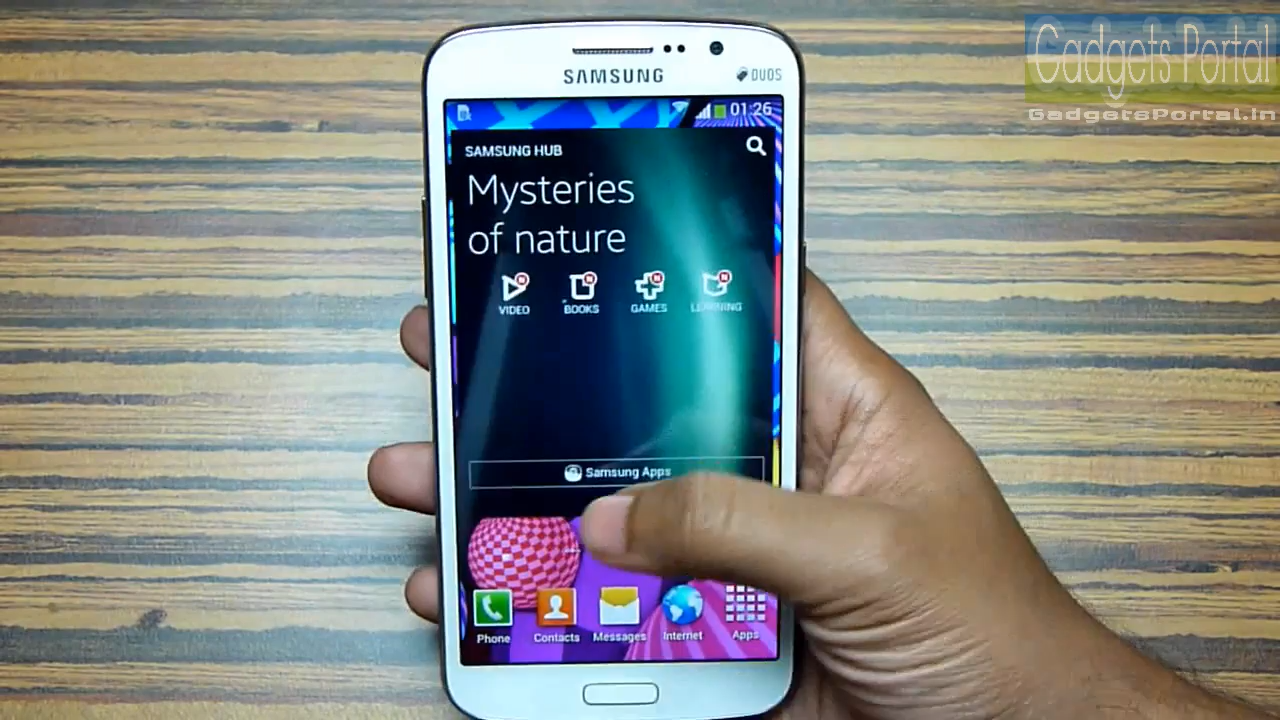 Gadgets Portal
GadgetsPortal.in
SAMSUNG
DUOS
01:26
SAMSUNG HUB
Mysteries
of nature
VIDEO
BOOKS
GAMES
LEARNING
Samsung Apps
Phone
Contacts
Messages
Internet
Apps